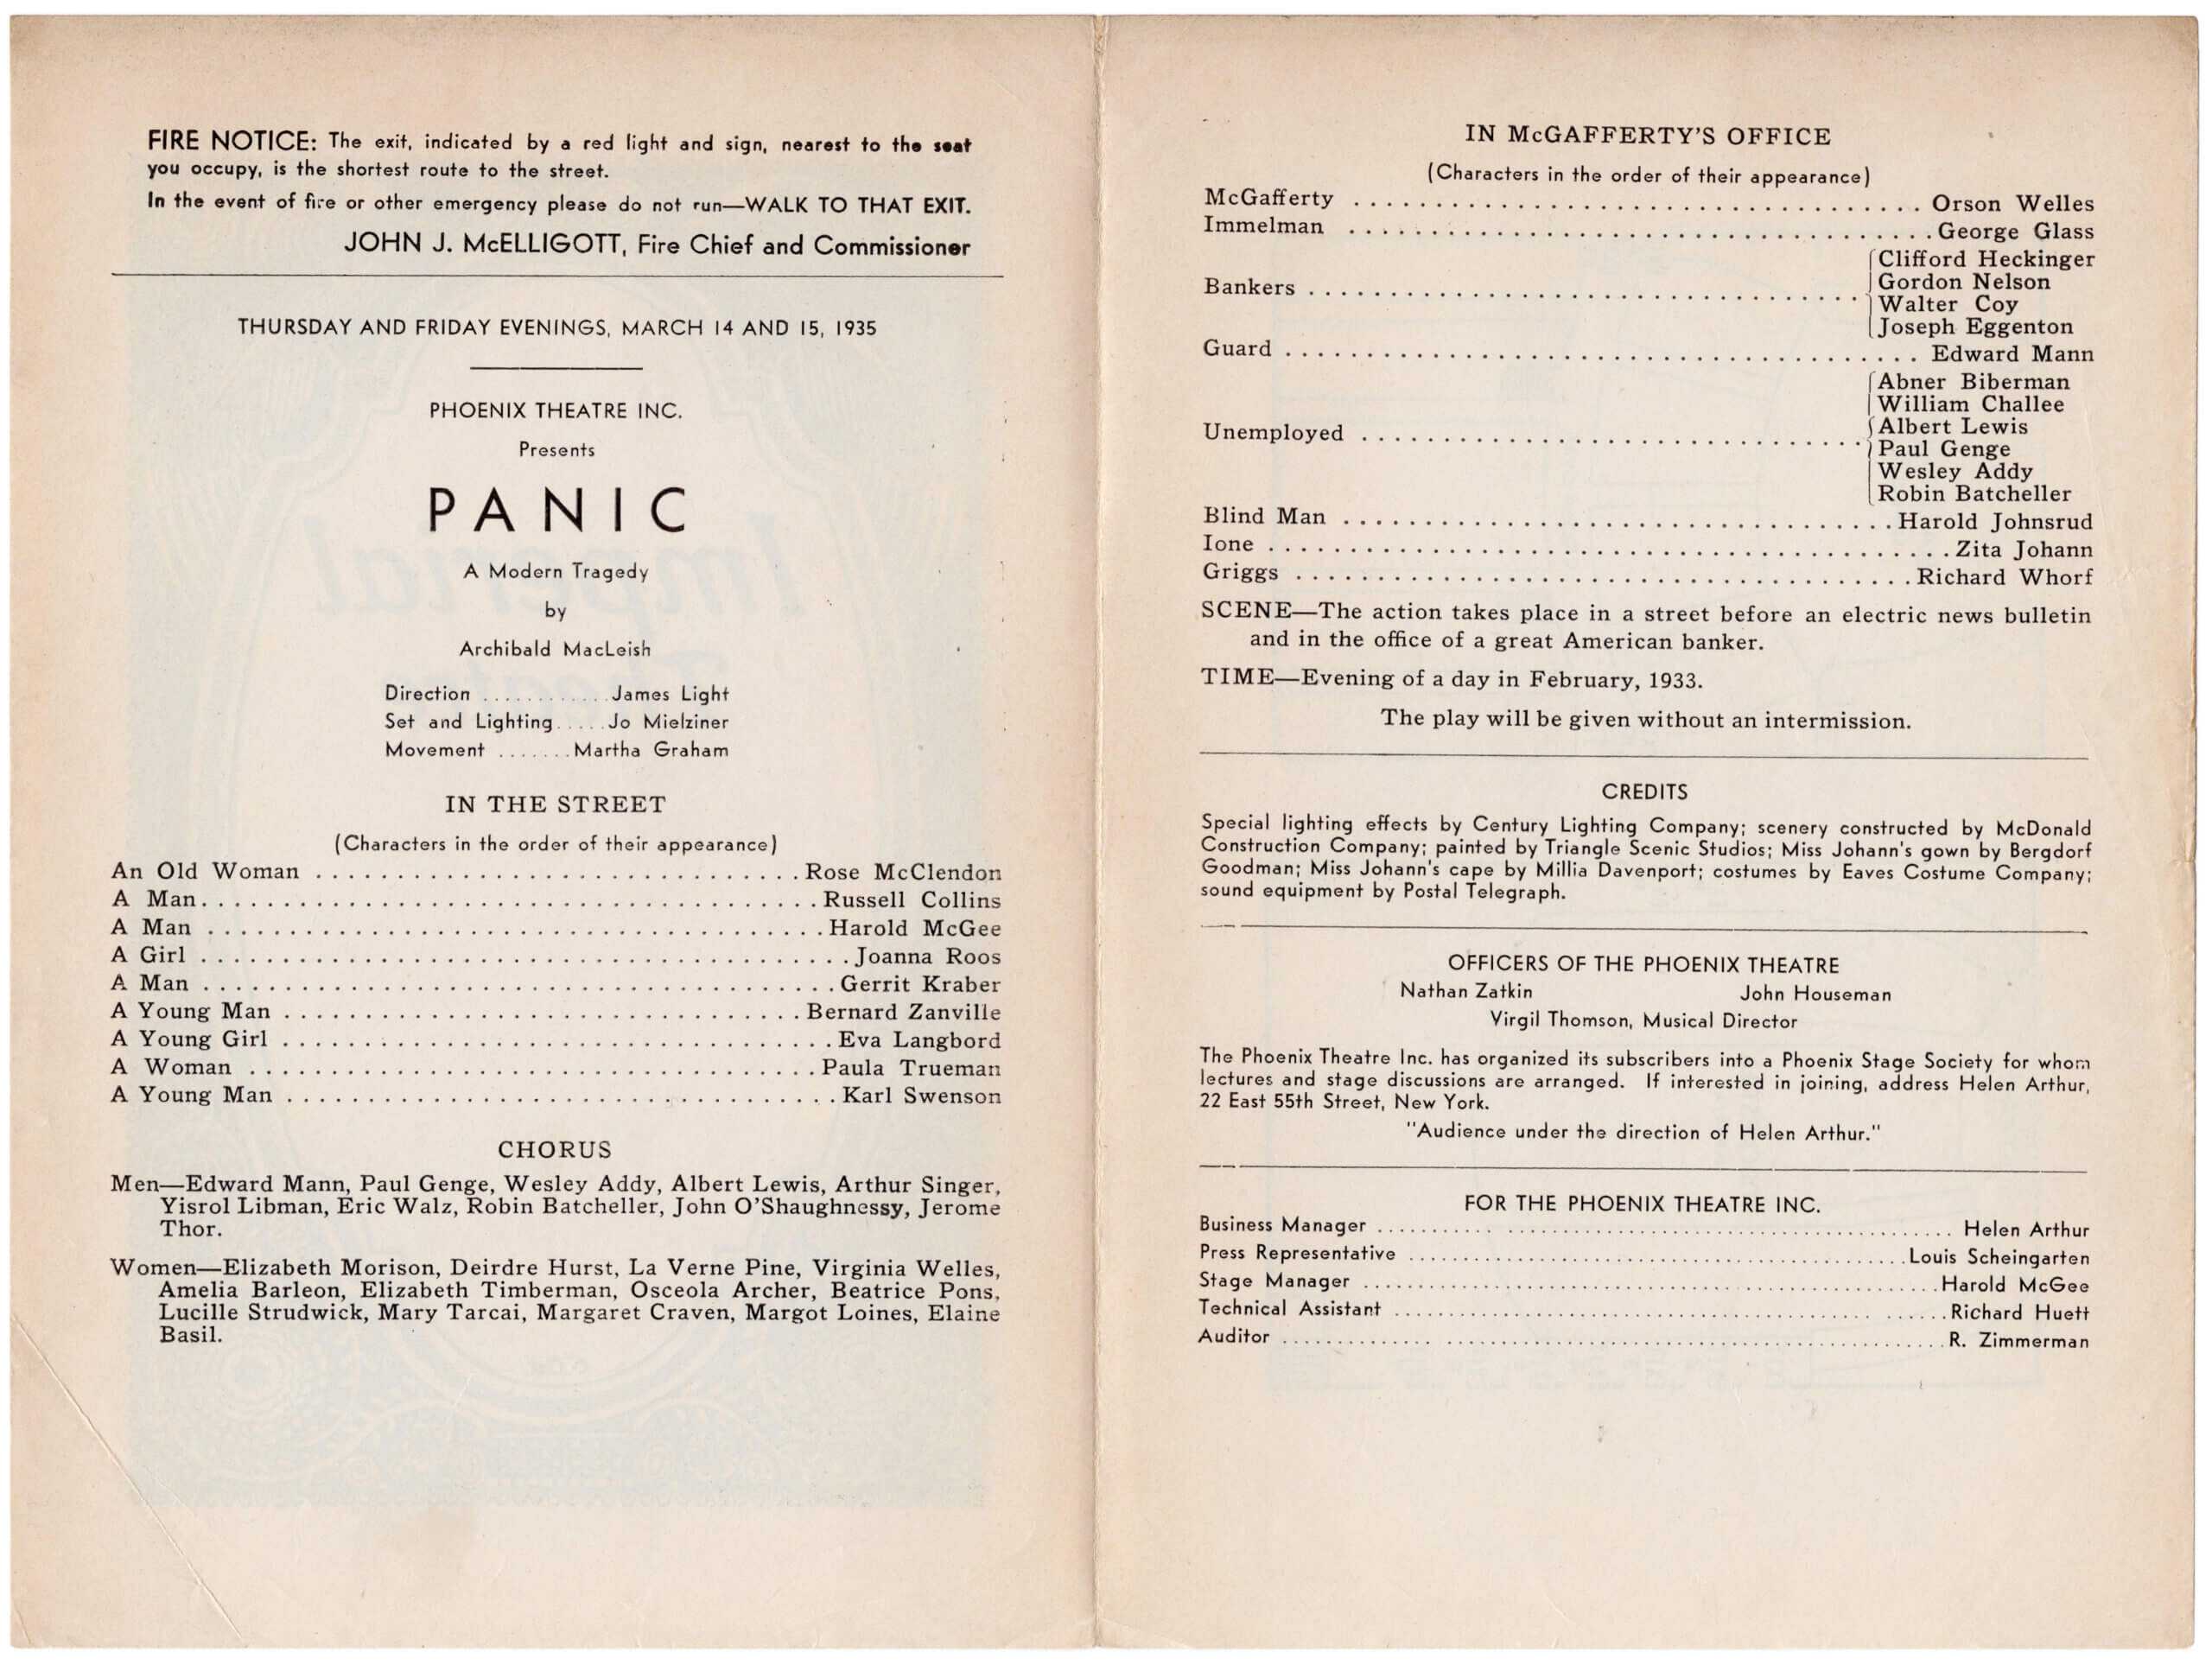 FIRE NOTICE: The exit, indicated by a red light and sign, nearest to the seat
you occupy, is the shortest route to the street.
In the event of fire or other emergency please do not run—WALK TO THAT EXIT.
JOHN J. McELLIGOTT, Fire Chief and Commissioner
THURSDAY AND FRIDAY EVENINGS, MARCH 14 AND 15, 1935
PHOENIX THEATRE INC.
Presents
PANIC
A Modern Tragedy
by
Archibald MacLeish
Direction ............ James Light
Set and Lighting ..... Jo Mielziner
Movement ....... Martha Graham
IN THE STREET
(Characters in the order of their appearance)
An Old Woman .............................. Rose McClendon
A Man ....................................... Russell Collins
A Man ...................................... Harold McGee
A Girl ........................................ Joanna Roos
A Man ....................................... Gerrit Kraber
A Young Man ................................ Bernard Zanville
A Young Girl .................................. Eva Langbord
A Woman ................................... Paula Trueman
A Young Man .................................. Karl Swenson
CHORUS
Men—Edward Mann, Paul Genge, Wesley Addy, Albert Lewis, Arthur Singer,
Yisrol Libman, Eric Walz, Robin Batcheller, John O'Shaughnessy, Jerome
Thor.
Women—Elizabeth Morison, Deirdre Hurst, La Verne Pine, Virginia Welles,
Amelia Barleon, Elizabeth Timberman, Osceola Archer, Beatrice Pons,
Lucille Strudwick, Mary Tarcai, Margaret Craven, Margot Loines, Elaine
Basil.
IN McGAFFERTY'S OFFICE
(Characters in the order of their appearance)
McGafferty ................................... Orson Welles
Immelman .................................... George Glass
Clifford Heckinger
Gordon Nelson
Bankers ..................................
Walter Coy
Joseph Eggenton
Guard ....................................... Edward Mann
Abner Biberman
William Challee
Albert Lewis
Unemployed ...............................
Paul Genge
Wesley Addy
Robin Batcheller
Blind Man .................................. Harold Johnsrud
Ione .......................................... Zita Johann
Griggs ...................................... Richard Whorf
SCENE—The action takes place in a street before an electric news bulletin
and in the office of a great American banker.
TIME—Evening of a day in February, 1933.
The play will be given without an intermission.
CREDITS
Special lighting effects by Century Lighting Company; scenery constructed by McDonald
Construction Company; painted by Triangle Scenic Studios; Miss Johann's gown by Bergdorf
Goodman; Miss Johann's cape by Millia Davenport; costumes by Eaves Costume Company;
sound equipment by Postal Telegraph.
OFFICERS OF THE PHOENIX THEATRE
Nathan Zatkin John Houseman
Virgil Thomson, Musical Director
The Phoenix Theatre Inc. has organized its subscribers into a Phoenix Stage Society for whom
lectures and stage discussions are arranged. If interested in joining, address Helen Arthur,
22 East 55th Street, New York.
"Audience under the direction of Helen Arthur."
FOR THE PHOENIX THEATRE INC.
Business Manager .................................... Helen Arthur
Press Representative .................................... Louis Scheingarten
Stage Manager .................................... Harold McGee
Technical Assistant .................................... Richard Huett
Auditor .................................... R. Zimmerman